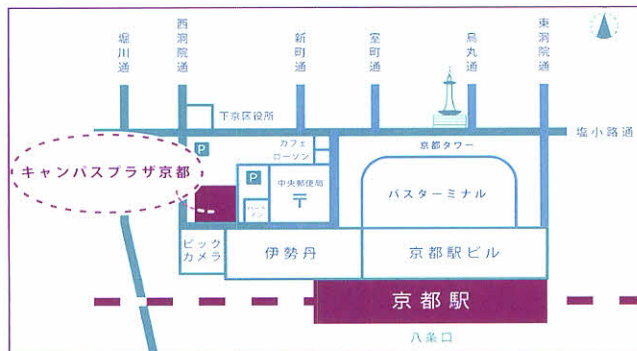 堀川通
西洞院通
新町通
室町通
烏丸通
東洞院通
下京区役所
塩小路通
カフェ
ローソン
京都タワー
P
キャンパスプラザ京都
P
中央郵便局
〒
バスターミナル
ビック
カメラ
伊勢丹
京都駅ビル
京都駅
八条口